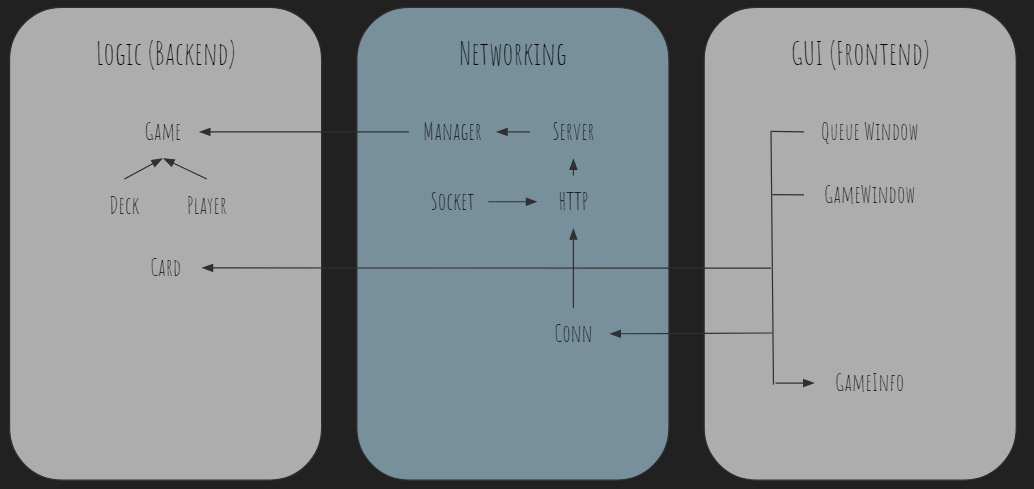 Logic (Backend)
Game
Deck
Player
Card
Networking
Manager
Server
Socket
HTTP
Conn
GUI (Frontend)
Queue Window
GameWindow
GameInfo